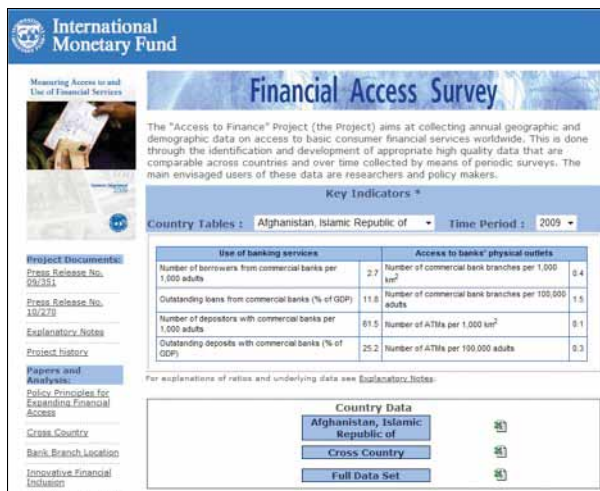 International
Monetary Fund
Measuring Access to and
Use of Financial Services
Financial Access Survey
The "Access to Finance" Project (the Project) aims at collecting annual geographic and
demographic data on access to basic consumer financial services worldwide. This is done
through the identification and development of appropriate high quality data that are
comparable across countries and over time collected by means of periodic surveys. The
main envisaged users of these data are researchers and policy makers.
Key Indicators *
Country Tables : Afghanistan, Islamic Republic of Time Period : 2009
Use of banking services Access to banks' physical outlets
Number of borrowers from commercial banks per 1,000 adults 2.7 Number of commercial bank branches per 1,000 km² 0.4
Outstanding loans from commercial banks (% of GDP) 11.8 Number of commercial bank branches per 100,000 adults 1.5
Number of depositors with commercial banks per 1,000 adults 81.5 Number of ATMs per 1,000 km² 0.1
Outstanding deposits with commercial banks (% of GDP) 25.2 Number of ATMs per 100,000 adults 0.3
For explanations of ratios and underlying data see Explanatory Notes.
Project Documents:
Press Release No.
09/351
Press Release No.
10/270
Explanatory Notes
Project history
Papers and
Analysis:
Policy Principles for
Expanding Financial
Access
Cross Country
Bank Branch Location
Innovative Financial
Inclusion
Country Data
Afghanistan, Islamic
Republic of
Cross Country
Full Data Set